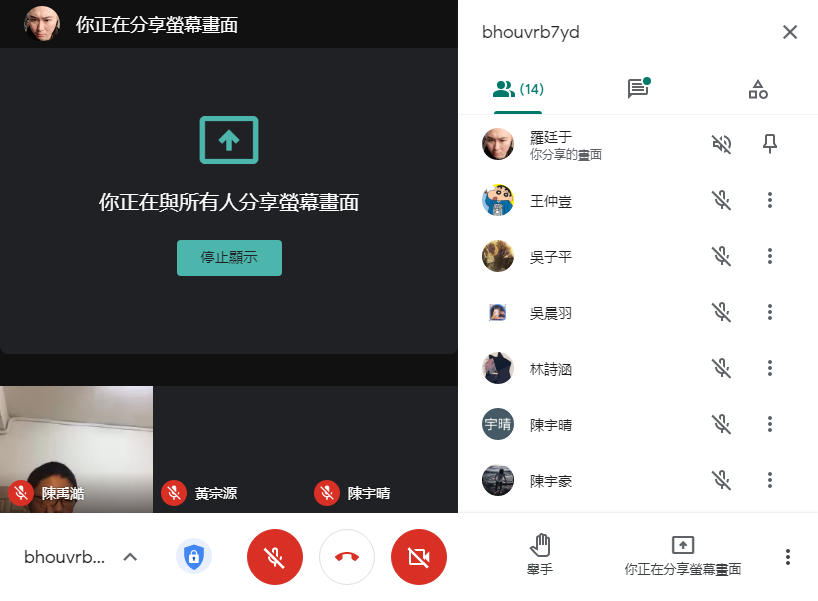 你正在分享螢幕畫面
你正在與所有人分享螢幕畫面
停止顯示
陳禹澔
黃宗源
陳宇晴
bhouvrb...
bhouvrb7yd
(14)
羅廷于
你分享的畫面
王仲豈
吳子平
吳晨羽
林詩涵
宇晴
陳宇晴
陳宇豪
舉手
你正在分享螢幕畫面